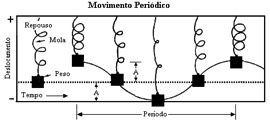 Movimento Periódico
+
Repouso
Mola
Deslocamento
Peso
A
A
Tempo
−
Período